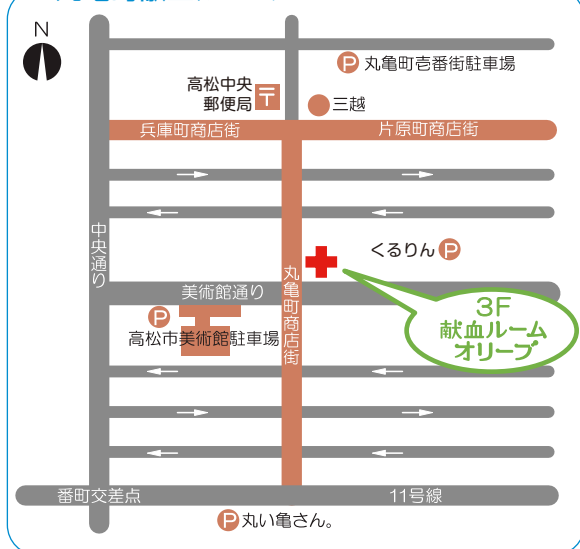 N
P 丸亀町壱番街駐車場
高松中央
郵便局
三越
兵庫町商店街
片原町商店街
中央通り
くるりん P
丸亀町商店街
美術館通り
3F
献血ルーム
オリーブ
P
高松市美術館駐車場
番町交差点
11号線
P 丸い亀さん。